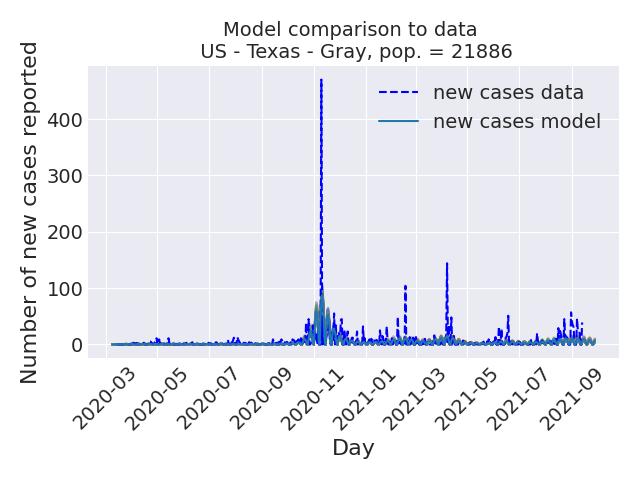 Model comparison to data
US - Texas - Gray, pop. = 21886
Number of new cases reported
new cases data
new cases model
400
300
200
100
0
2020-03
2020-05
2020-07
2020-09
2020-11
2021-01
2021-03
2021-05
2021-07
2021-09
Day